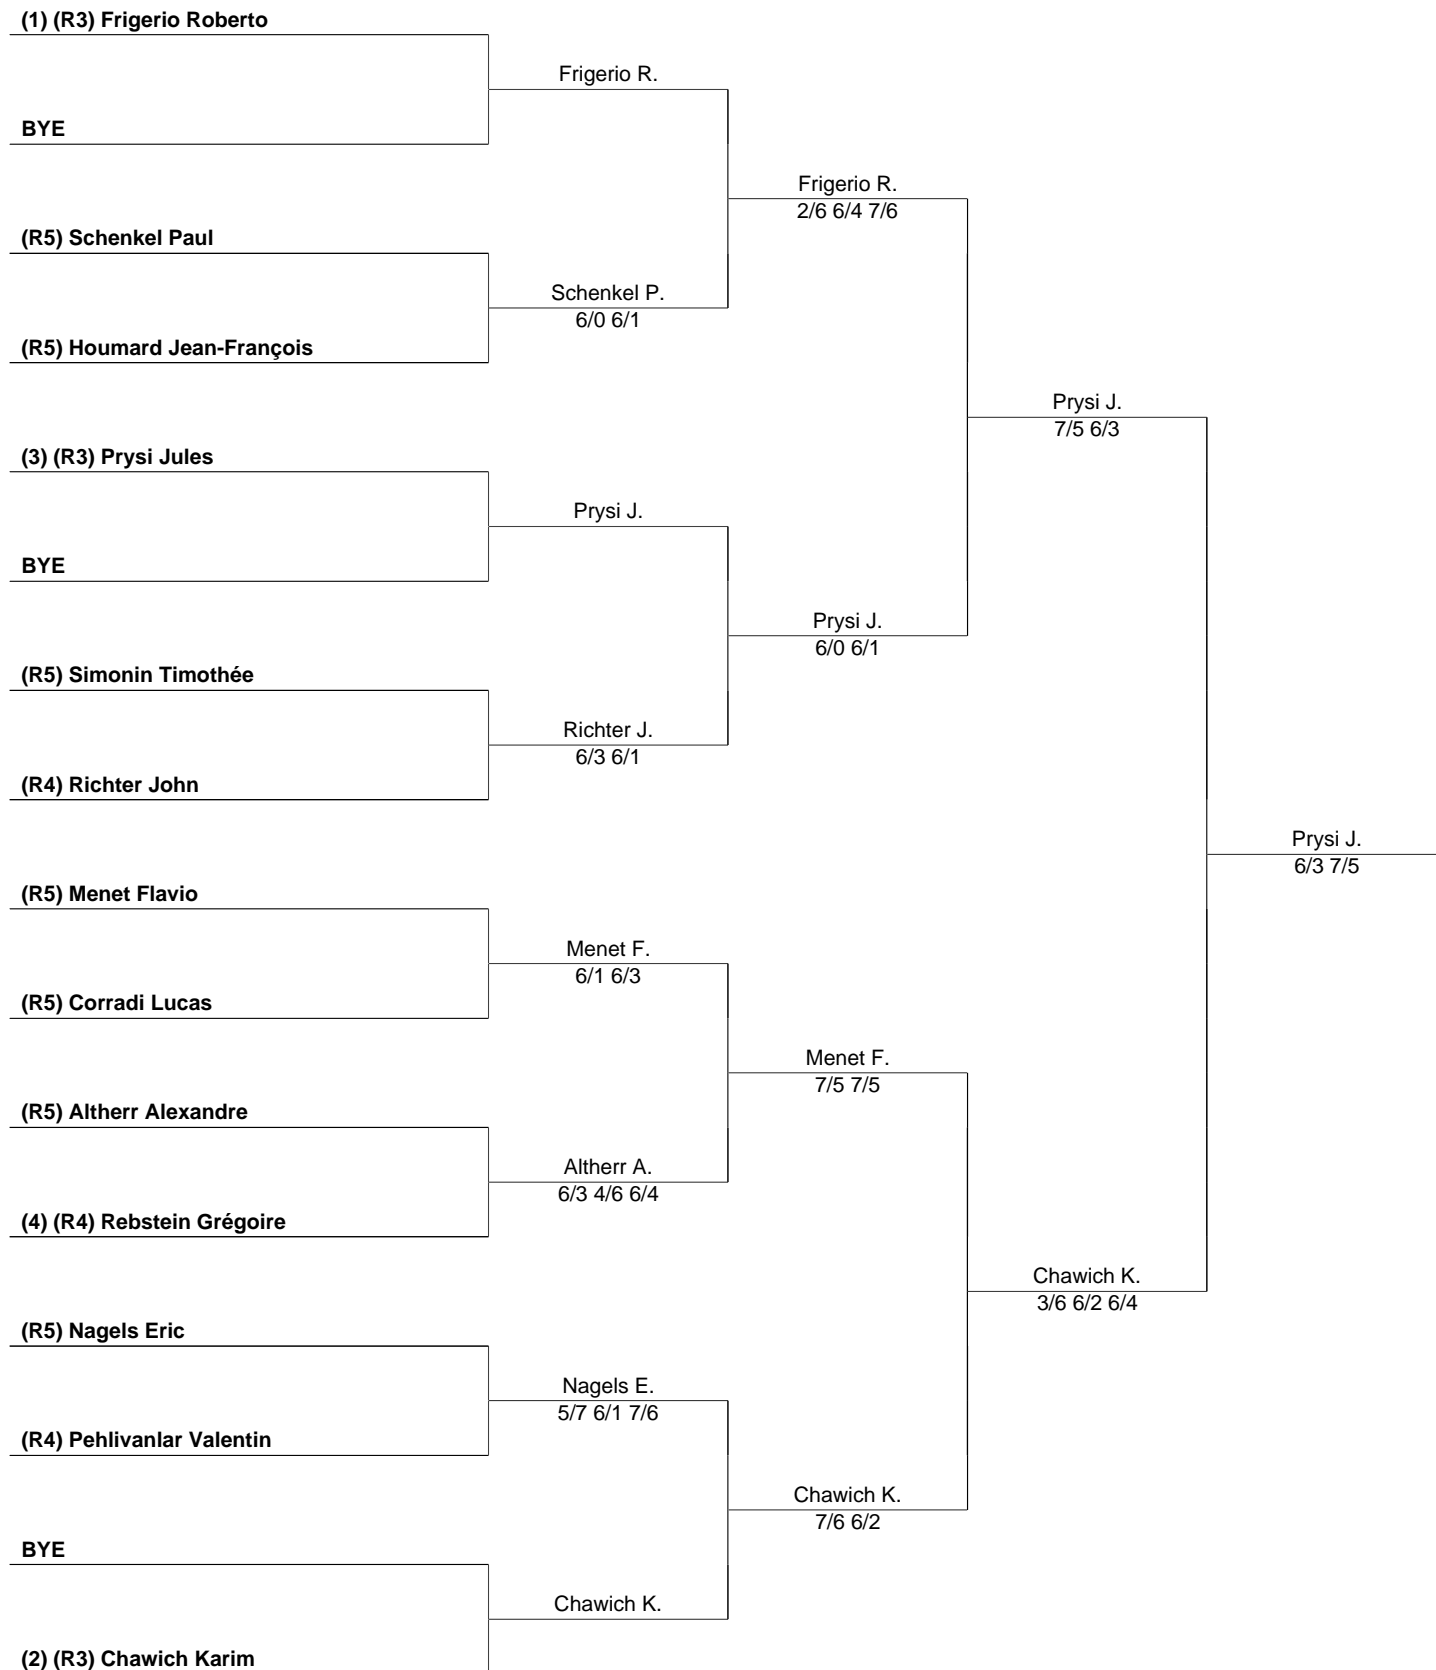 (1) (R3) Frigerio Roberto
Frigerio R.
BYE
Frigerio R.
2/6 6/4 7/6
(R5) Schenkel Paul
Schenkel P.
6/0 6/1
(R5) Houmard Jean-François
Prysi J.
7/5 6/3
(3) (R3) Prysi Jules
Prysi J.
BYE
Prysi J.
6/0 6/1
(R5) Simonin Timothée
Richter J.
6/3 6/1
(R4) Richter John
Prysi J.
6/3 7/5
(R5) Menet Flavio
Menet F.
6/1 6/3
(R5) Corradi Lucas
Menet F.
7/5 7/5
(R5) Altherr Alexandre
Altherr A.
6/3 4/6 6/4
(4) (R4) Rebstein Grégoire
Chawich K.
3/6 6/2 6/4
(R5) Nagels Eric
Nagels E.
5/7 6/1 7/6
(R4) Pehlivanlar Valentin
Chawich K.
7/6 6/2
BYE
Chawich K.
(2) (R3) Chawich Karim